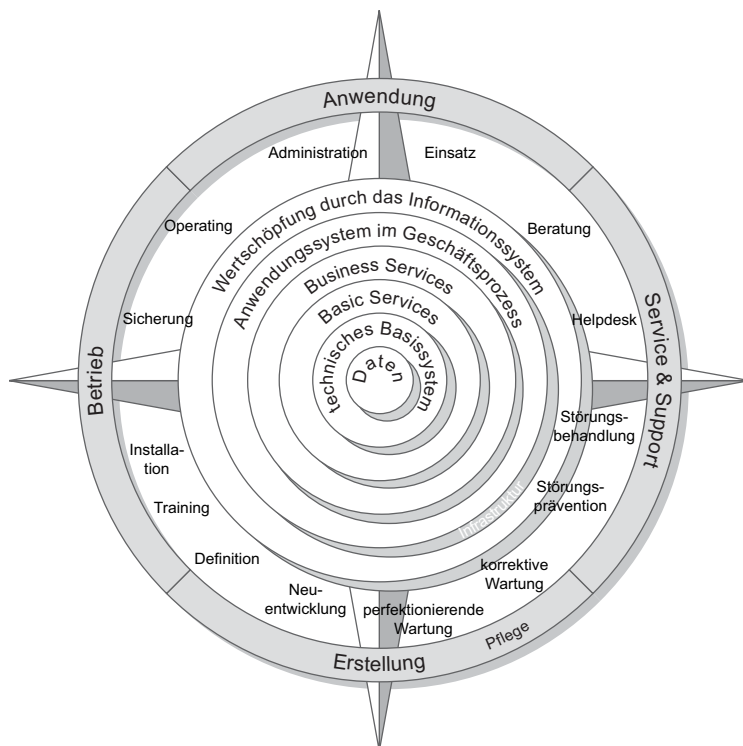 Anwendung
Administration
Einsatz
Operating
Beratung
Sicherung
Helpdesk
Betrieb
Service & Support
Wertschöpfung durch das Informationssystem
Anwendungssystem im Geschäftsprozess
Business Services
Basic Services
technisches Basissystem
Daten
Infrastruktur
Installa-
tion
Störungs-
behandlung
Training
Störungs-
prävention
Definition
korrektive
Wartung
Neu-
entwicklung
perfektionierende
Wartung
Pflege
Erstellung